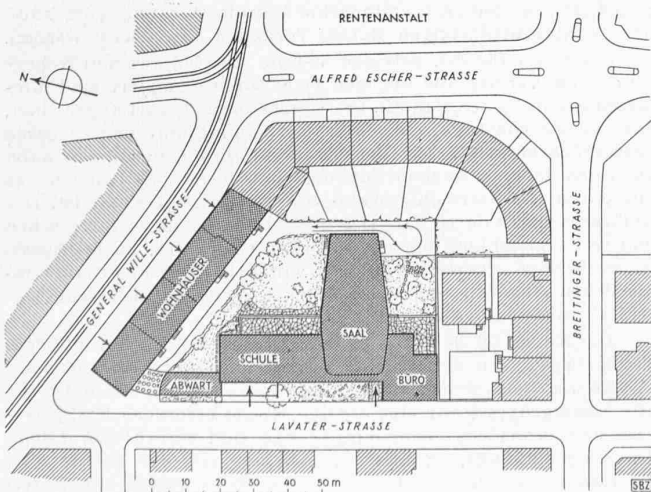 RENTENANSTALT
ALFRED ESCHER-STRASSE
N
GENERAL WILLE-STRASSE
WOHNHÄUSER
BREITINGER-STRASSE
SAAL
SCHULE
ABWART
BÜRO
LAVATER-STRASSE
0 10 20 30 40 50 m
SBZ